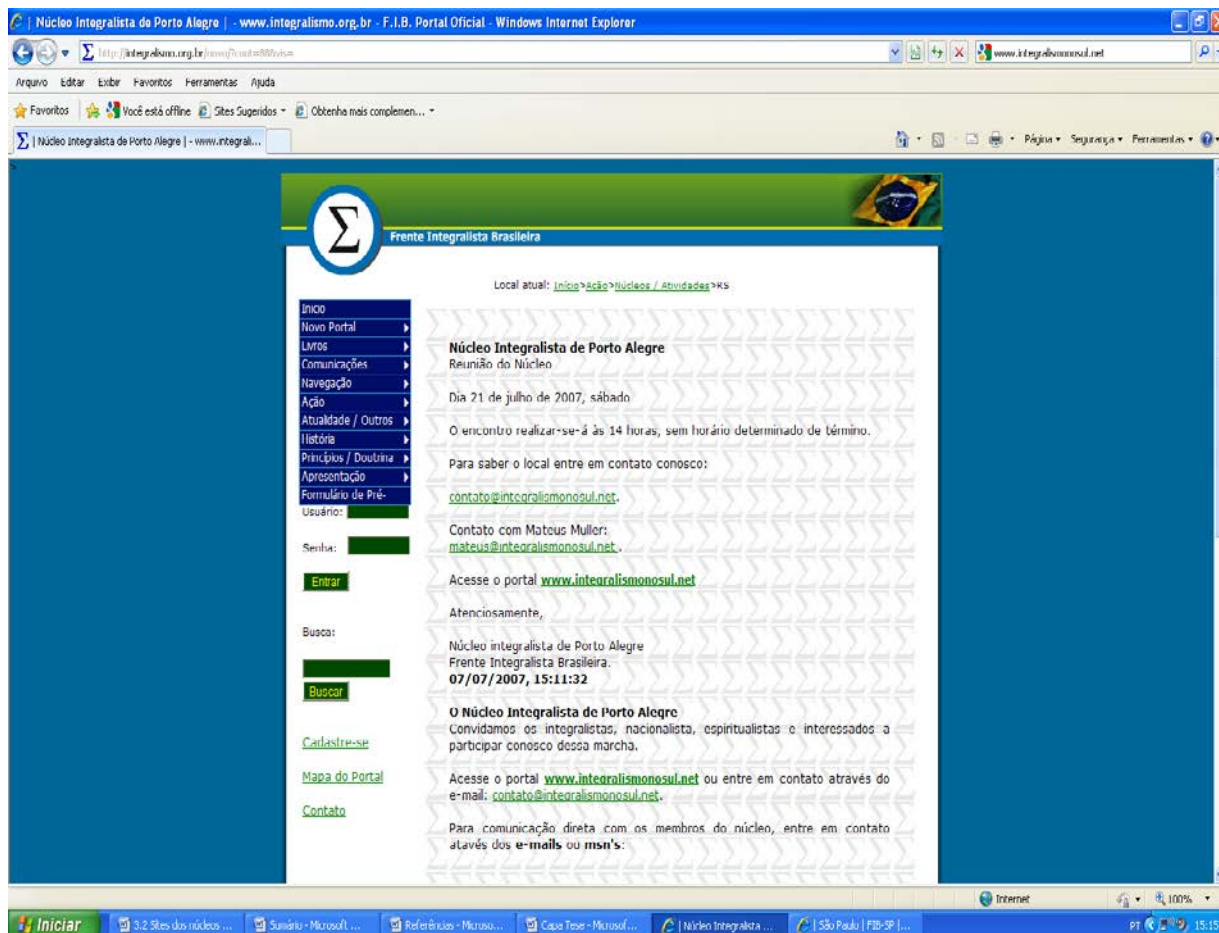 | Núcleo Integralista de Porto Alegre | - www.integralismo.org.br - F.I.B. Portal Oficial - Windows Internet Explorer
www.integralismonosul.net
Arquivo Editar Exibir Favoritos Ferramentas Ajuda
Favoritos Você está offline Sites Sugeridos Obtenha mais complemen...
| Núcleo Integralista de Porto Alegre | - www.integrali... Página Segurança Ferramentas
Frente Integralista Brasileira
Local atual: Início>Ação>Núcleos / Atividades>RS
Início
Novo Portal
Livros
Comunicações
Navegação
Ação
Atualidade / Outros
História
Princípios / Doutrina
Apresentação
Formulário de Pré-
Usuário:
Senha:
Entrar
Busca:
Buscar
Cadastre-se
Mapa do Portal
Contato
Núcleo Integralista de Porto Alegre
Reunião do Núcleo
Dia 21 de julho de 2007, sábado
O encontro realizar-se-á às 14 horas, sem horário determinado de término.
Para saber o local entre em contato conosco:
contato@integralismonosul.net.
Contato com Mateus Muller:
mateus@integralismonosul.net .
Acesse o portal www.integralismonosul.net
Atenciosamente,
Núcleo integralista de Porto Alegre
Frente Integralista Brasileira.
07/07/2007, 15:11:32
O Núcleo Integralista de Porto Alegre
Convidamos os integralistas, nacionalista, espiritualistas e interessados a
participar conosco dessa marcha.
Acesse o portal www.integralismonosul.net ou entre em contato através do
e-mail: contato@integralismonosul.net.
Para comunicação direta com os membros do núcleo, entre em contato
atavés dos e-mails ou msn's:
Internet 100%
Iniciar 3.2 Sites dos núcleos ... Sumário - Microsoft ... Referências - Microso... Capa Tese - Microsof... | Núcleo Integralista ... | São Paulo | FIB-SP |... PT 15:15